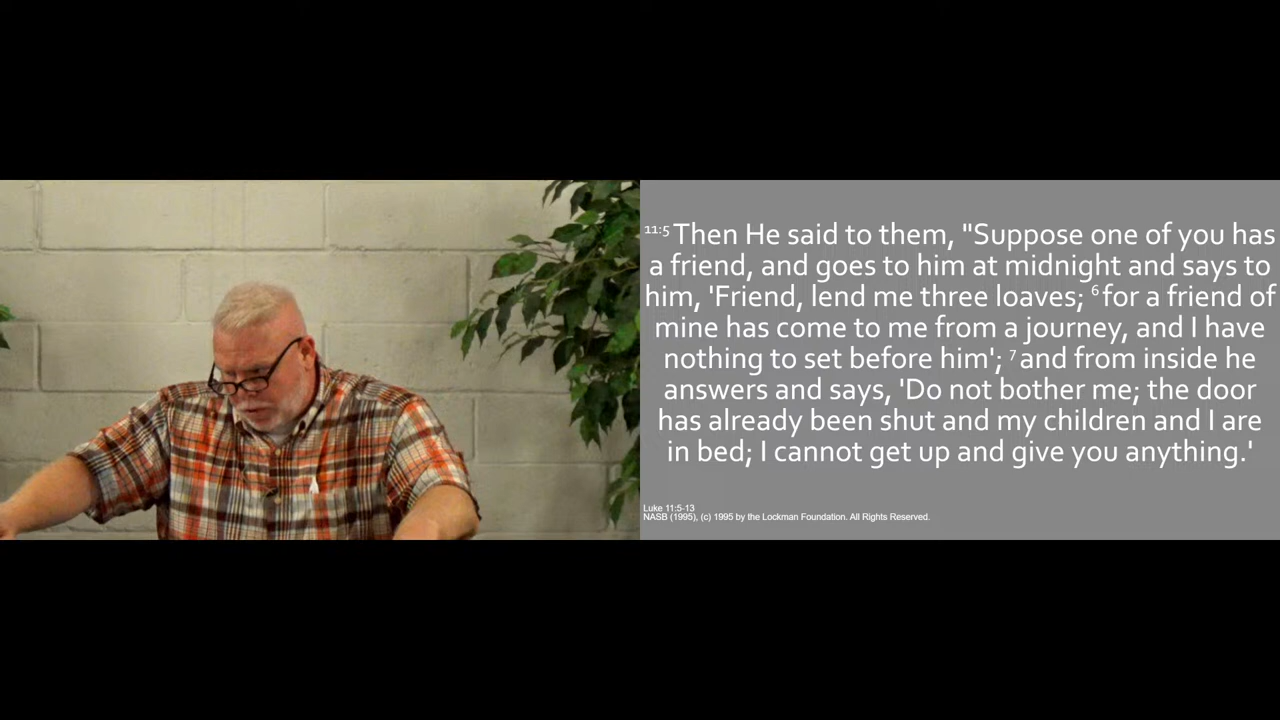 11:5 Then He said to them, "Suppose one of you has
a friend, and goes to him at midnight and says to
him, 'Friend, lend me three loaves; 6 for a friend of
mine has come to me from a journey, and I have
nothing to set before him'; 7 and from inside he
answers and says, 'Do not bother me; the door
has already been shut and my children and I are
in bed; I cannot get up and give you anything.'
Luke 11:5-13
NASB (1995), (c) 1995 by the Lockman Foundation. All Rights Reserved.